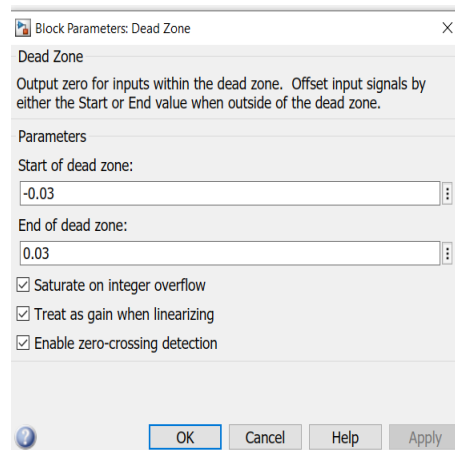 Block Parameters: Dead Zone
Dead Zone
Output zero for inputs within the dead zone.  Offset input signals by
either the Start or End value when outside of the dead zone.
Parameters
Start of dead zone:
-0.03
End of dead zone:
0.03
Saturate on integer overflow
Treat as gain when linearizing
Enable zero-crossing detection
OK Cancel Help Apply